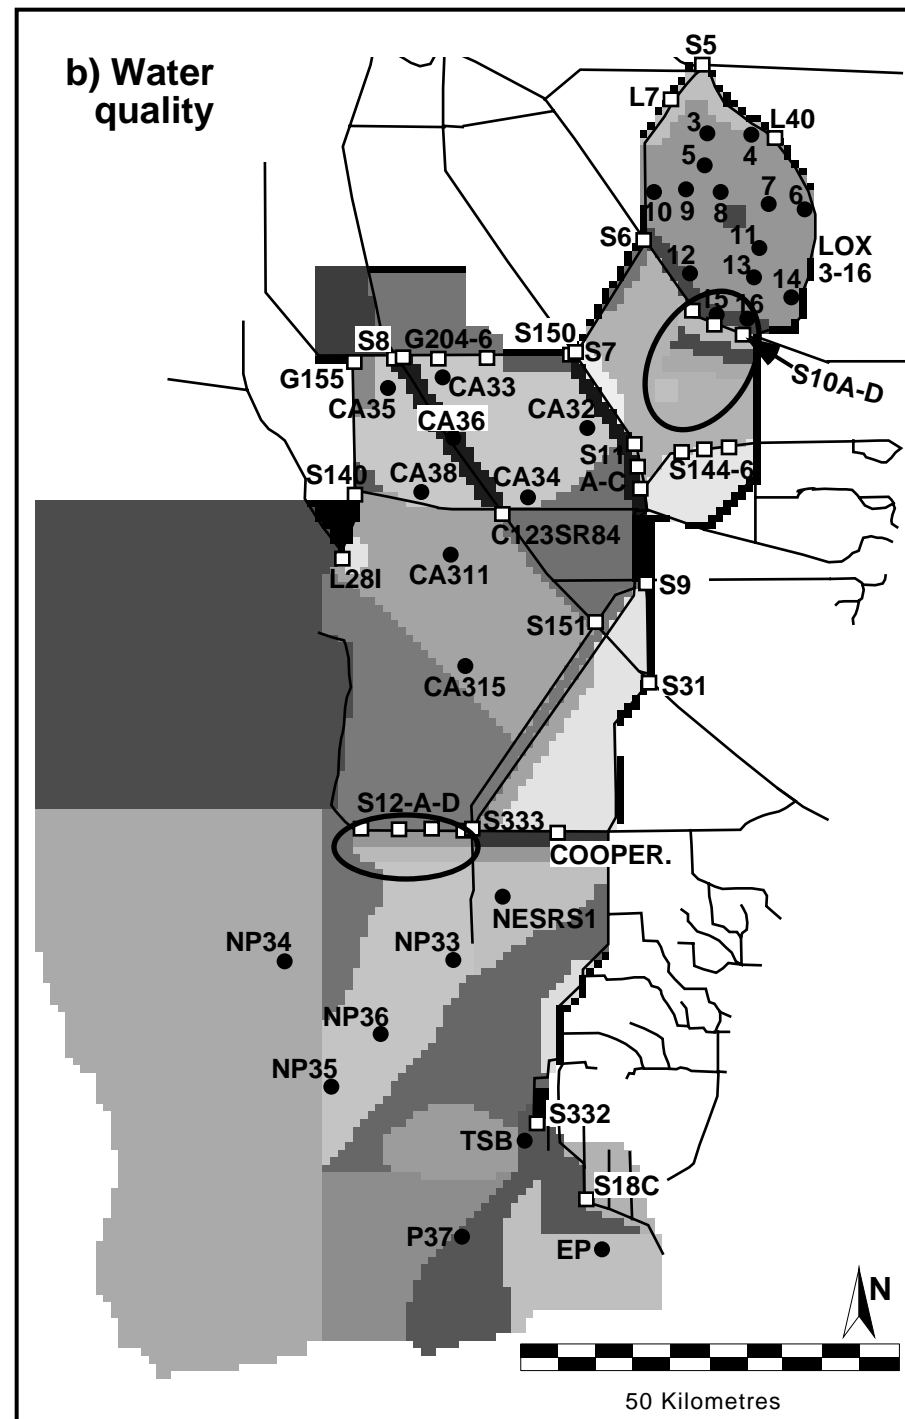 b) Water
quality
S5
L7
L40
3
4
5
7
6
10
9
8
S6
11
LOX
3-16
12
13
14
15
16
S150
S8
G204-6
S7
G155
CA33
S10A-D
CA35
CA32
CA36
S11
A-C
S144-6
CA38
CA34
S140
C123SR84
CA311
L28I
S9
S151
CA315
S31
S12-A-D
S333
COOPER.
NESRS1
NP34
NP33
NP36
NP35
S332
TSB
S18C
P37
EP
N
50 Kilometres